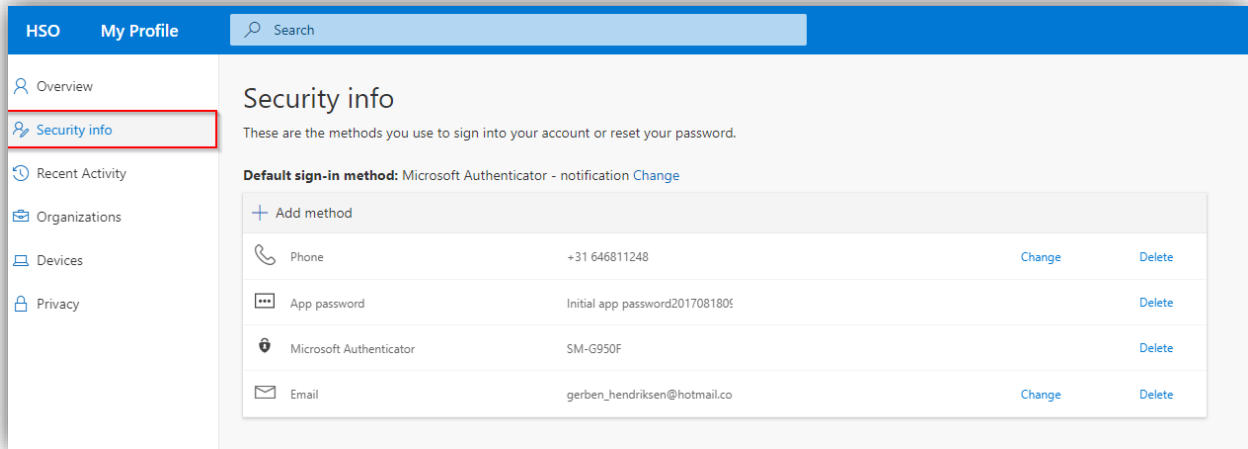 HSO My Profile Search
Overview
Security info
Recent Activity
Organizations
Devices
Privacy
Security info
These are the methods you use to sign into your account or reset your password.
Default sign-in method: Microsoft Authenticator - notification Change
Add method
Phone +31 646811248 Change Delete
App password Initial app password2017081809 Delete
Microsoft Authenticator SM-G950F Delete
Email gerben_hendriksen@hotmail.co Change Delete